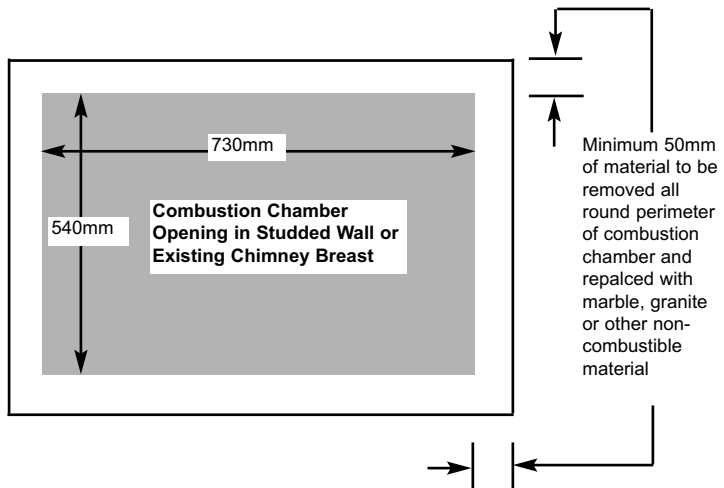 730mm
540mm
Combustion Chamber
Opening in Studded Wall or
Existing Chimney Breast
Minimum 50mm
of material to be
removed all
round perimeter
of combustion
chamber and
repalced with
marble, granite
or other non-
combustible
material